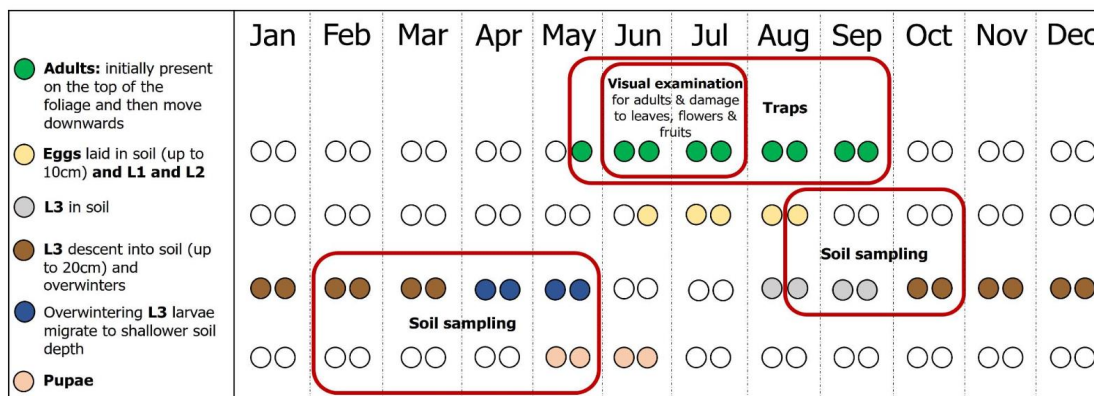 Jan Feb Mar Apr May Jun Jul Aug Sep Oct Nov Dec
Adults: initially present
on the top of the
foliage and then move
downwards
Eggs laid in soil (up to
10cm) and L1 and L2
L3 in soil
L3 descent into soil (up
to 20cm) and
overwinters
Overwintering L3 larvae
migrate to shallower soil
depth
Pupae
Visual examination
for adults & damage
to leaves, flowers &
fruits
Traps
Soil sampling
Soil sampling